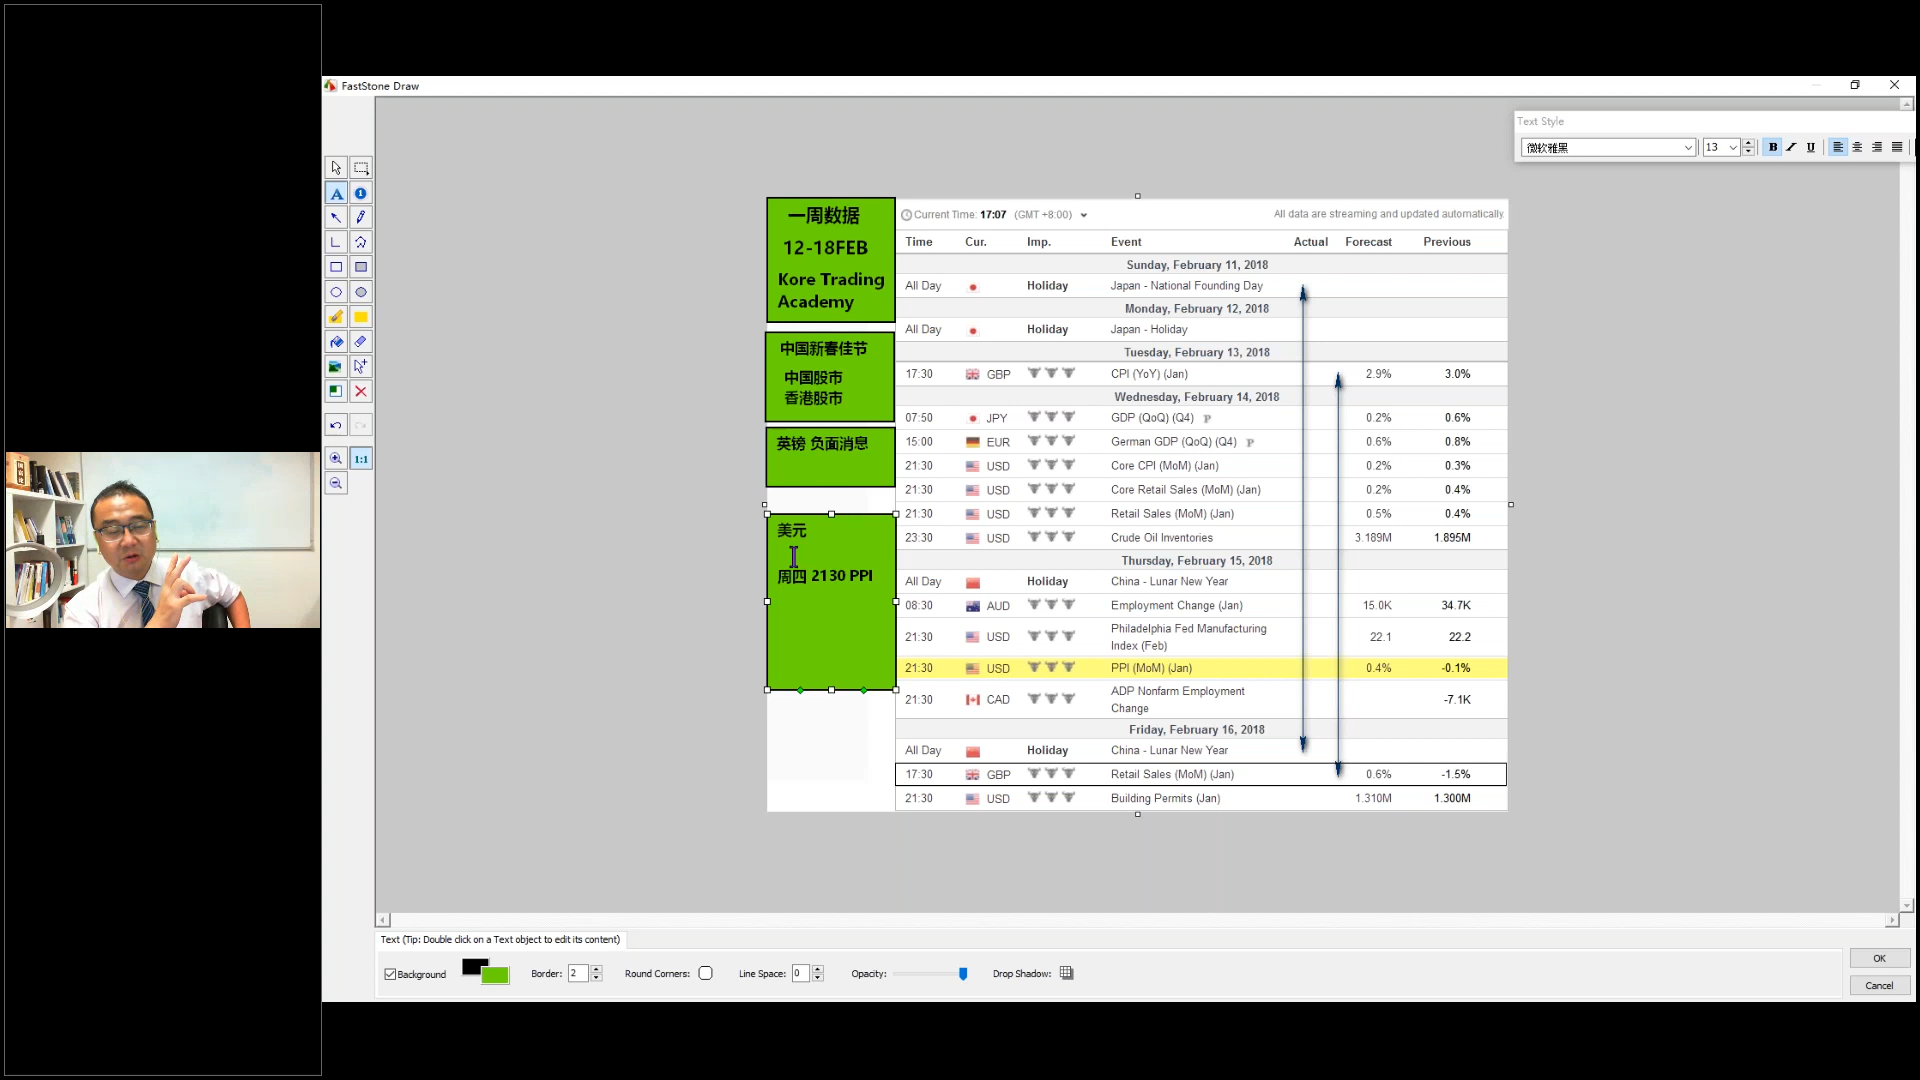 FastStone Draw
Text Style
微软雅黑
13
B
U
A
1
1:1
一周数据
12-18FEB
Kore Trading
Academy
中国新春佳节
中国股市
香港股市
英镑 负面消息
美元
周四 2130 PPI
Current Time: 17:07 (GMT +8:00)
All data are streaming and updated automatically.
Time Cur. Imp. Event Actual Forecast Previous
Sunday, February 11, 2018
All Day Holiday Japan - National Founding Day
Monday, February 12, 2018
All Day Holiday Japan - Holiday
Tuesday, February 13, 2018
17:30 GBP CPI (YoY) (Jan) 2.9% 3.0%
Wednesday, February 14, 2018
07:50 JPY GDP (QoQ) (Q4) P 0.2% 0.6%
15:00 EUR German GDP (QoQ) (Q4) P 0.6% 0.8%
21:30 USD Core CPI (MoM) (Jan) 0.2% 0.3%
21:30 USD Core Retail Sales (MoM) (Jan) 0.2% 0.4%
21:30 USD Retail Sales (MoM) (Jan) 0.5% 0.4%
23:30 USD Crude Oil Inventories 3.189M 1.895M
Thursday, February 15, 2018
All Day Holiday China - Lunar New Year
08:30 AUD Employment Change (Jan) 15.0K 34.7K
21:30 USD Philadelphia Fed Manufacturing Index (Feb) 22.1 22.2
21:30 USD PPI (MoM) (Jan) 0.4% -0.1%
21:30 CAD ADP Nonfarm Employment Change -7.1K
Friday, February 16, 2018
All Day Holiday China - Lunar New Year
17:30 GBP Retail Sales (MoM) (Jan) 0.6% -1.5%
21:30 USD Building Permits (Jan) 1.310M 1.300M
Text (Tip: Double click on a Text object to edit its content)
Background Border: 2 Round Corners: Line Space: 0 Opacity: Drop Shadow:
OK
Cancel